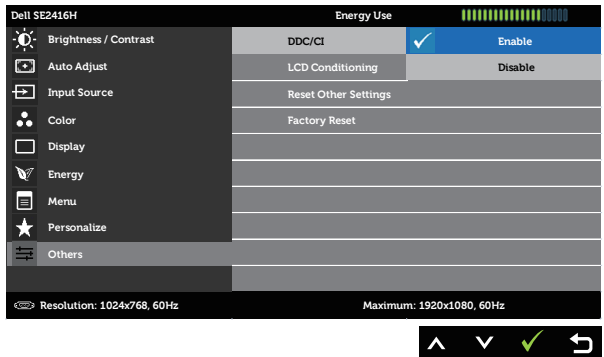 Dell SE2416H Energy Use
Brightness / Contrast DDC/CI Enable
Auto Adjust LCD Conditioning Disable
Input Source Reset Other Settings
Color Factory Reset
Display
Energy
Menu
Personalize
Others
Resolution: 1024x768, 60Hz Maximum: 1920x1080, 60Hz